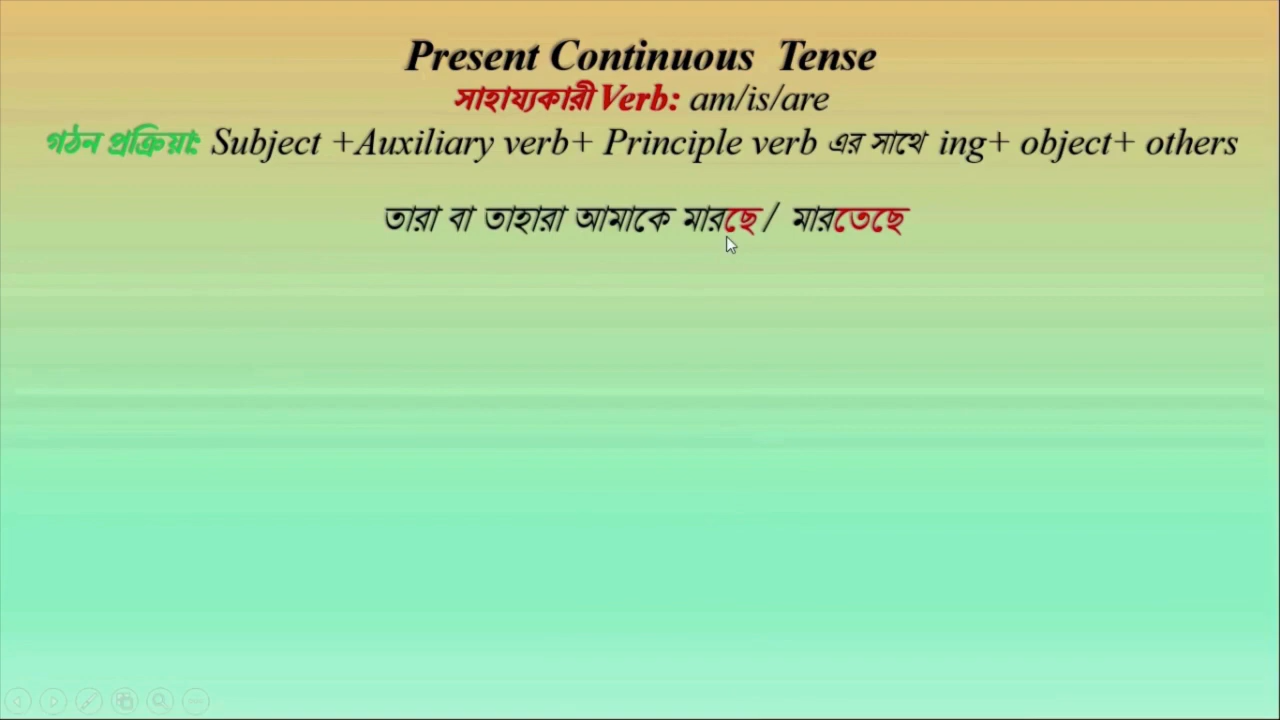 Present Continuous Tense
সাহায্যকারী Verb: am/is/are
গঠন প্রক্রিয়া: Subject +Auxiliary verb+ Principle verb এর সাথে ing+ object+ others
তারা বা তাহারা আমাকে মারছে/ মারতেছে